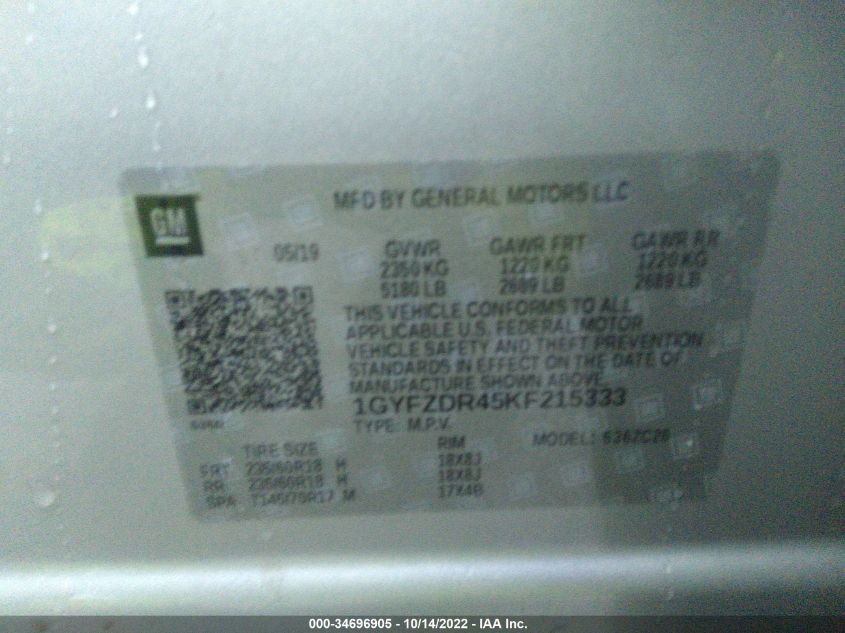 MFD BY GENERAL MOTORS LLC
GM
05/19 GVWR GAWR FRT GAWR RR
2350 KG 1220 KG 1220 KG
5180 LB 2689 LB 2689 LB
THIS VEHICLE CONFORMS TO ALL
APPLICABLE U.S. FEDERAL MOTOR
VEHICLE SAFETY AND THEFT PREVENTION
STANDARDS IN EFFECT ON THE DATE OF
MANUFACTURE SHOWN ABOVE.
1GYFZDR45KF215333
TYPE: M.P.V. MODEL: 6362C26
TIRE SIZE RIM
FRT 235/60R18 H 18X8J
RR 235/60R18 H 18X8J
SPA T145/70R17 M 17X4B
000-34696905 - 10/14/2022 - IAA Inc.